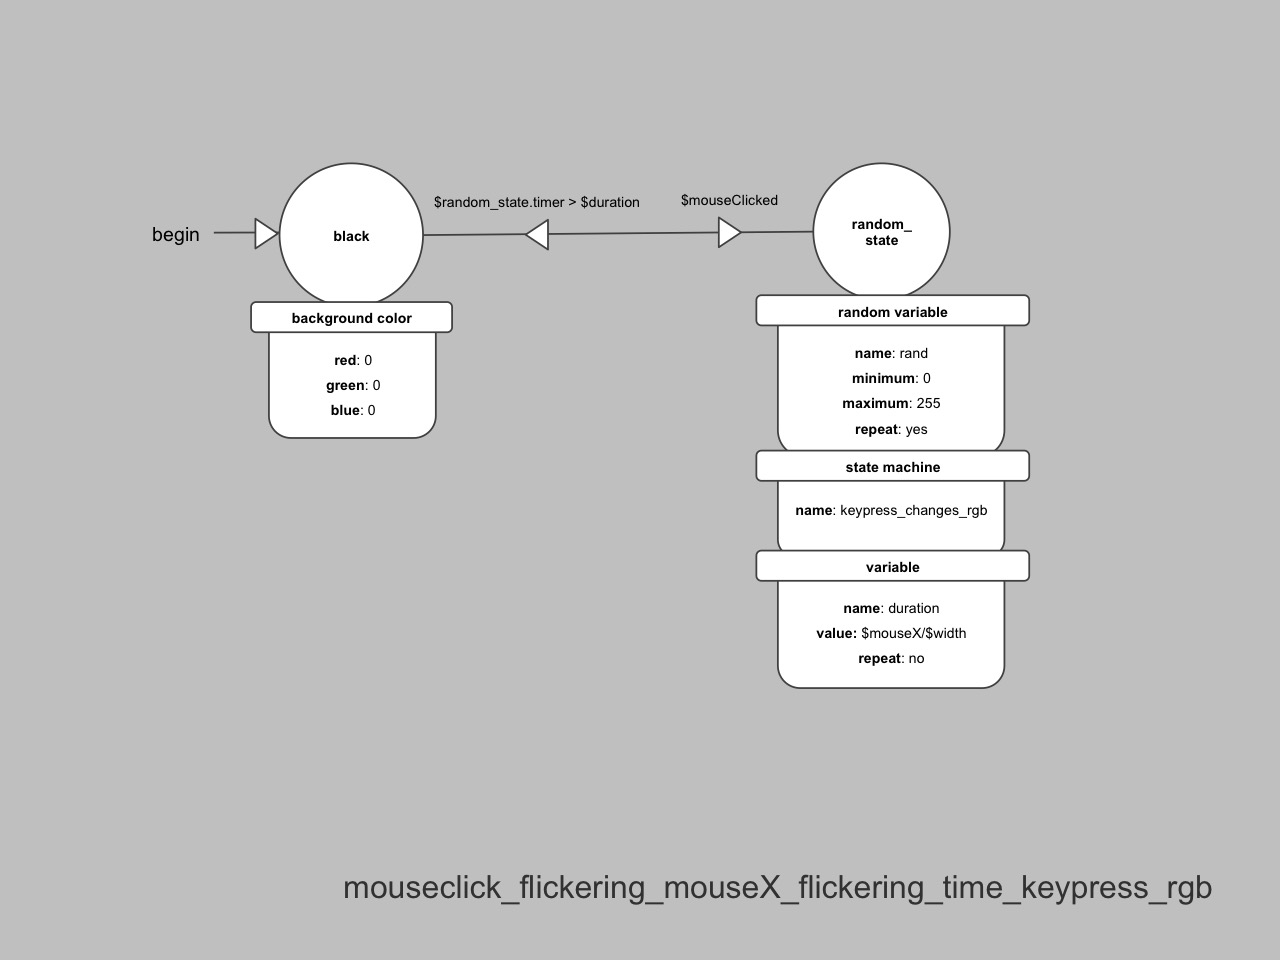 $random_state.timer > $duration
$mouseClicked
begin
black
random_
state
background color
red: 0
green: 0
blue: 0
random variable
name: rand
minimum: 0
maximum: 255
repeat: yes
state machine
name: keypress_changes_rgb
variable
name: duration
value: $mouseX/$width
repeat: no
mouseclick_flickering_mouseX_flickering_time_keypress_rgb